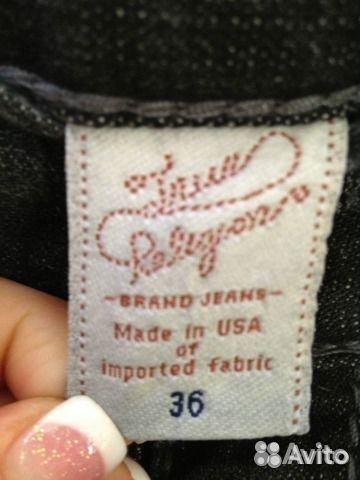 True
Religion
-BRAND JEANS-
Made in USA
of
imported fabric
36
Avito